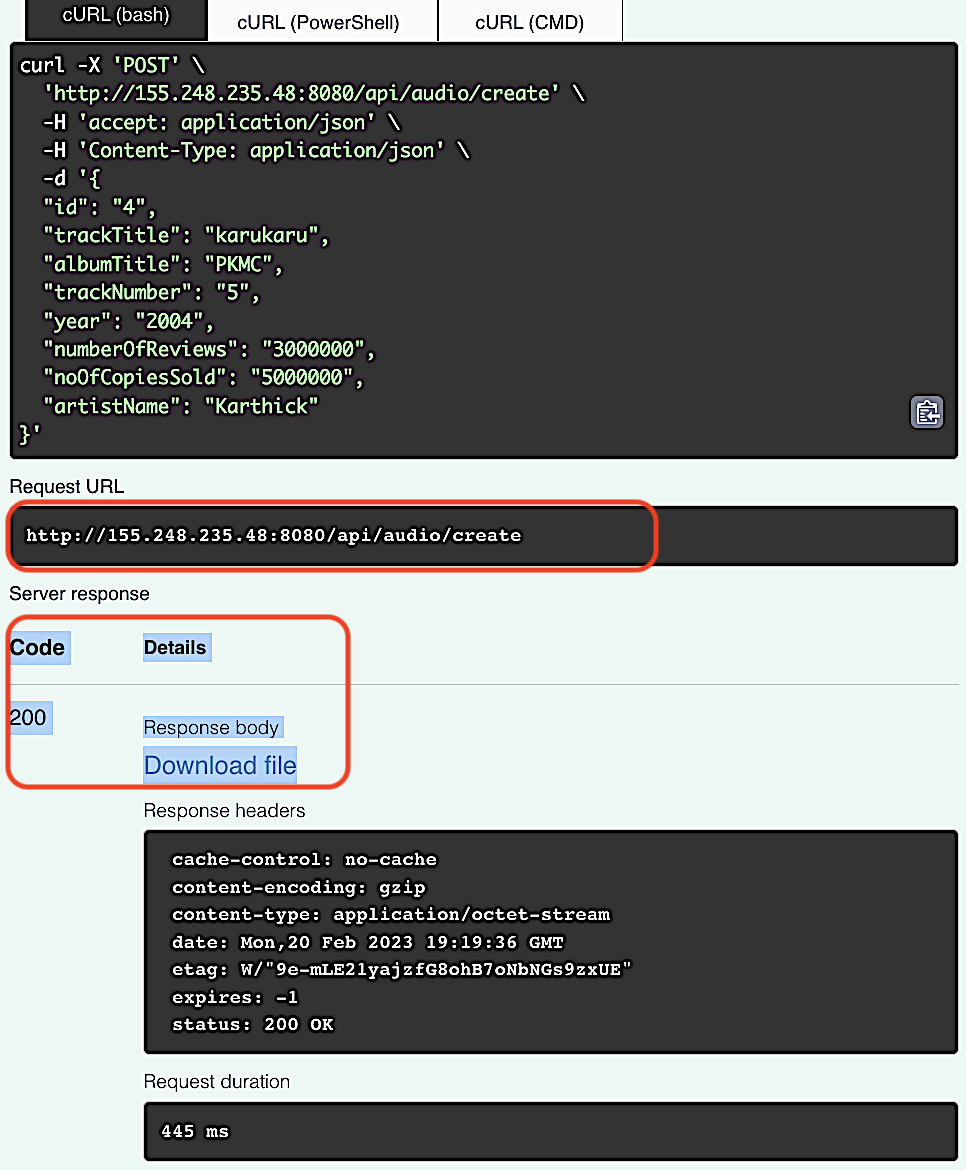 cURL (bash) cURL (PowerShell) cURL (CMD)
curl -X 'POST' \
'http://155.248.235.48:8080/api/audio/create' \
-H 'accept: application/json' \
-H 'Content-Type: application/json' \
-d '{
"id": "4",
"trackTitle": "karukaru",
"albumTitle": "PKMC",
"trackNumber": "5",
"year": "2004",
"numberOfReviews": "3000000",
"noOfCopiesSold": "5000000",
"artistName": "Karthick"
}'
Request URL
http://155.248.235.48:8080/api/audio/create
Server response
Code Details
200
Response body
Download file
Response headers
cache-control: no-cache
content-encoding: gzip
content-type: application/octet-stream
date: Mon,20 Feb 2023 19:19:36 GMT
etag: W/"9e-mLE21yajzfG8ohB7oNbNGs9zxUE"
expires: -1
status: 200 OK
Request duration
445 ms